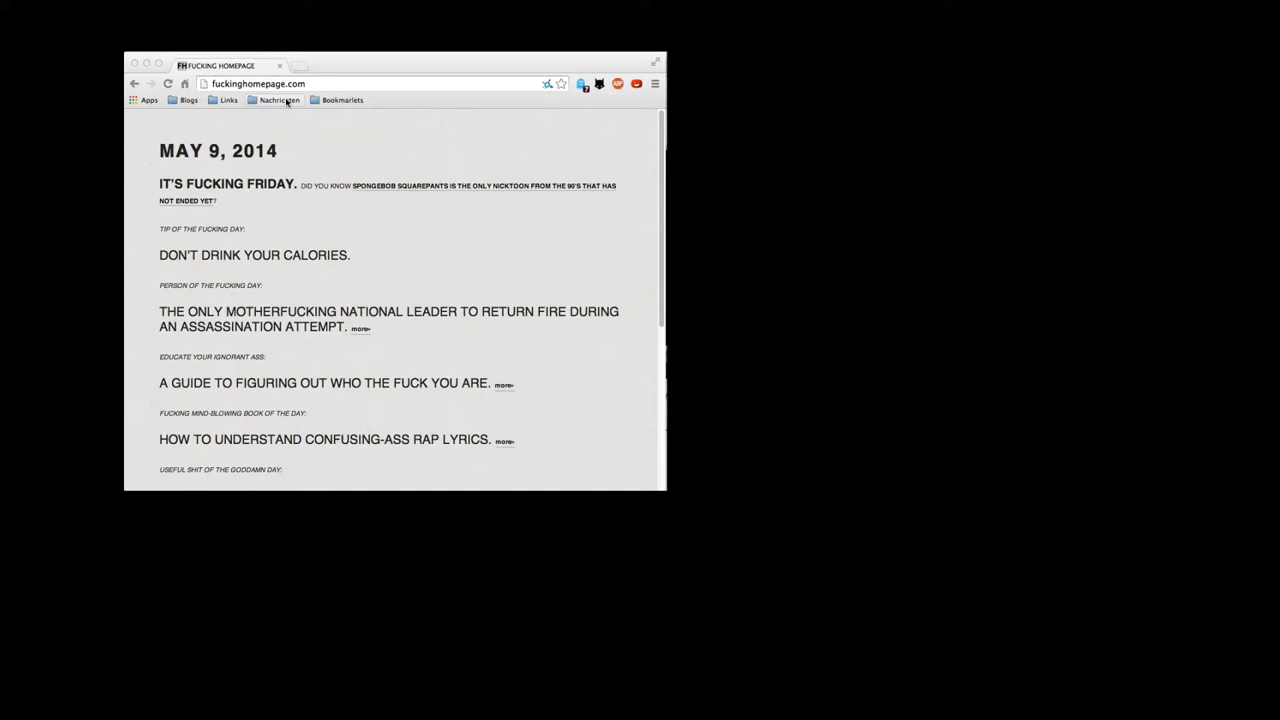 FH FUCKING HOMEPAGE
fuckinghomepage.com
Apps Blogs Links Nachrichten Bookmarlets
MAY 9, 2014
IT'S FUCKING FRIDAY. DID YOU KNOW SPONGEBOB SQUAREPANTS IS THE ONLY NICKTOON FROM THE 90'S THAT HAS
NOT ENDED YET?
TIP OF THE FUCKING DAY:
DON'T DRINK YOUR CALORIES.
PERSON OF THE FUCKING DAY:
THE ONLY MOTHERFUCKING NATIONAL LEADER TO RETURN FIRE DURING
AN ASSASSINATION ATTEMPT. more»
EDUCATE YOUR IGNORANT ASS:
A GUIDE TO FIGURING OUT WHO THE FUCK YOU ARE. more»
FUCKING MIND-BLOWING BOOK OF THE DAY:
HOW TO UNDERSTAND CONFUSING-ASS RAP LYRICS. more»
USEFUL SHIT OF THE GODDAMN DAY: